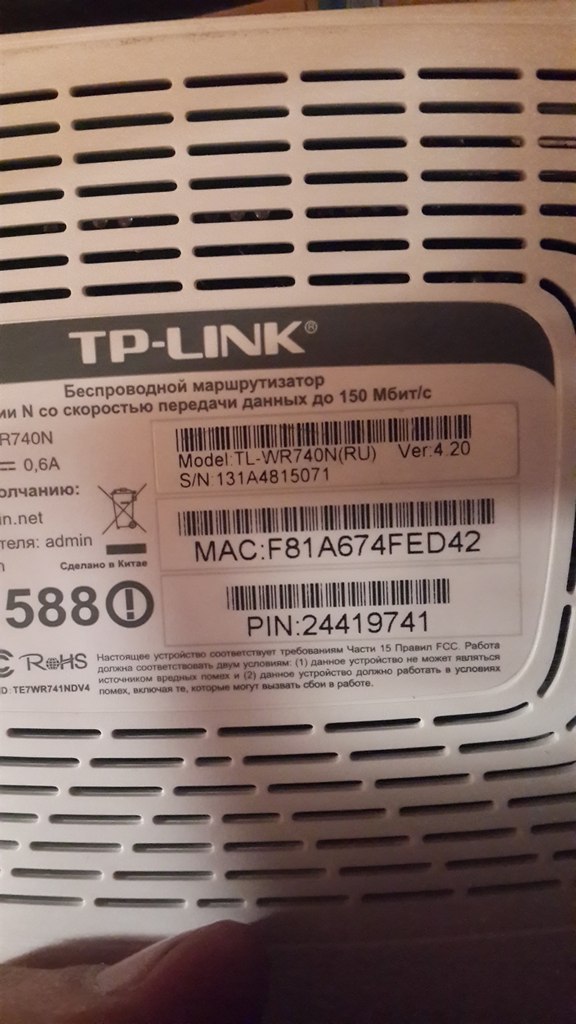 TP-LINK®
Беспроводной маршрутизатор
ии N со скоростью передачи данных до 150 Мбит/с
R740N
0,6A
олчанию:
in.net
теля: admin
n
Сделано в Китае
Model:TL-WR740N(RU) Ver:4.20
S/N:131A4815071
MAC:F81A674FED42
PIN:24419741
588
RoHS
ID: TE7WR741NDV4
Настоящее устройство соответствует требованиям Части 15 Правил FCC. Работа
должна соответствовать двум условиям: (1) данное устройство не может являться
источником вредных помех и (2) данное устройство должно работать в условиях
помех, включая те, которые могут вызвать сбои в работе.